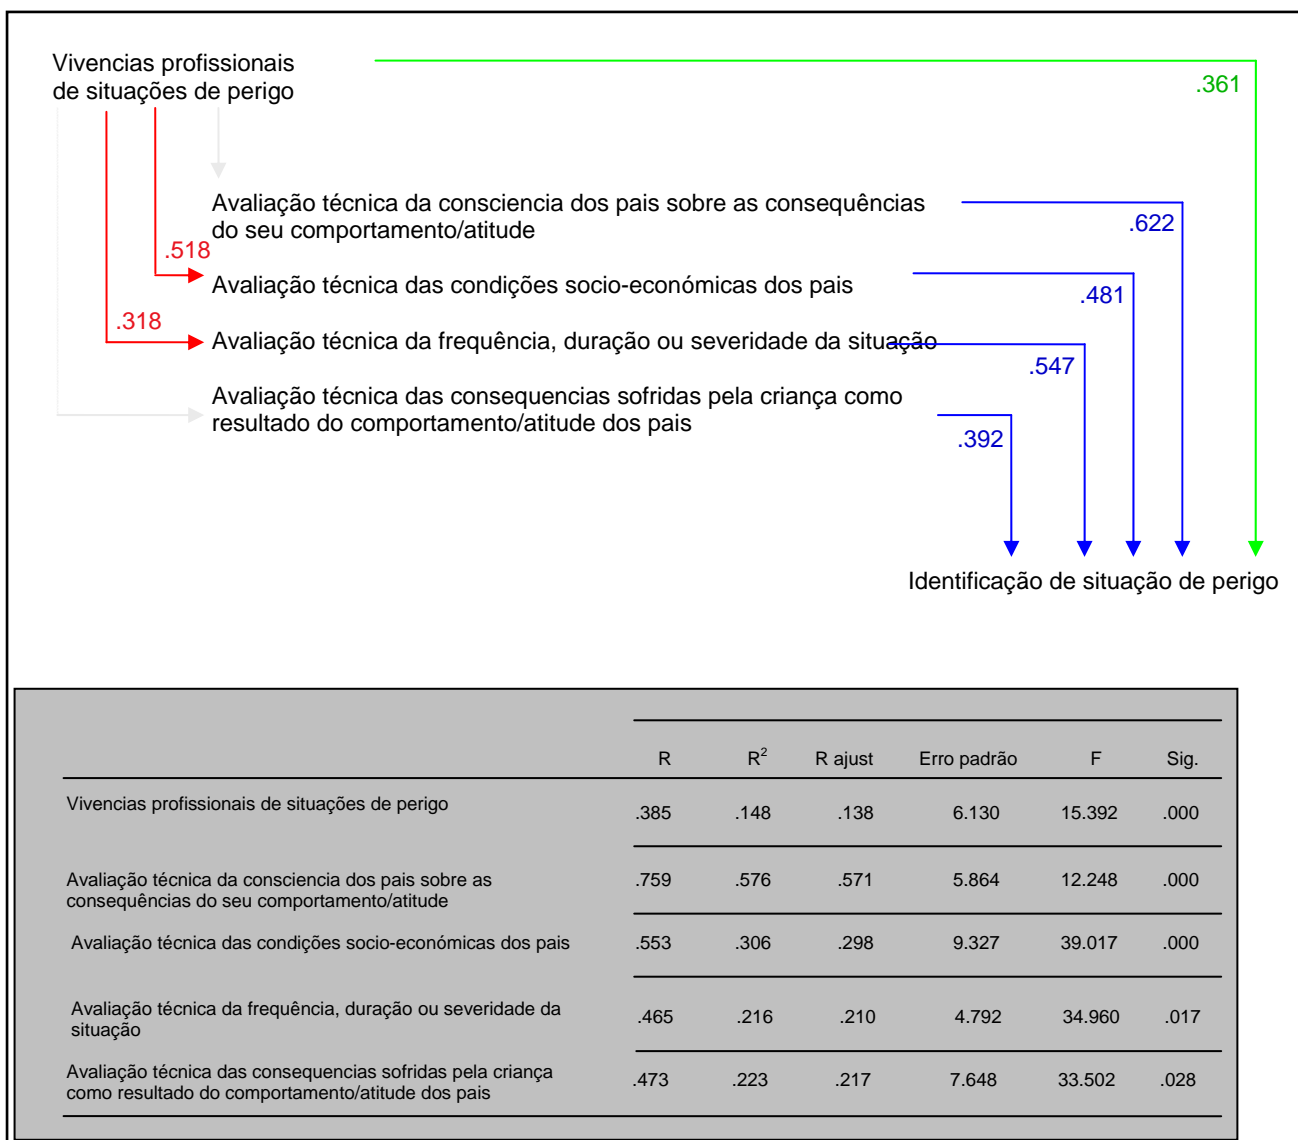 Vivencias profissionais
de situações de perigo
.361
Avaliação técnica da consciencia dos pais sobre as consequências
do seu comportamento/atitude
.622
.518
Avaliação técnica das condições socio-económicas dos pais
.481
.318
Avaliação técnica da frequência, duração ou severidade da situação
.547
Avaliação técnica das consequencias sofridas pela criança como
resultado do comportamento/atitude dos pais
.392
Identificação de situação de perigo
R R² R ajust Erro padrão F Sig.
Vivencias profissionais de situações de perigo .385 .148 .138 6.130 15.392 .000
Avaliação técnica da consciencia dos pais sobre as
consequências do seu comportamento/atitude .759 .576 .571 5.864 12.248 .000
Avaliação técnica das condições socio-económicas dos pais .553 .306 .298 9.327 39.017 .000
Avaliação técnica da frequência, duração ou severidade da
situação .465 .216 .210 4.792 34.960 .017
Avaliação técnica das consequencias sofridas pela criança
como resultado do comportamento/atitude dos pais .473 .223 .217 7.648 33.502 .028